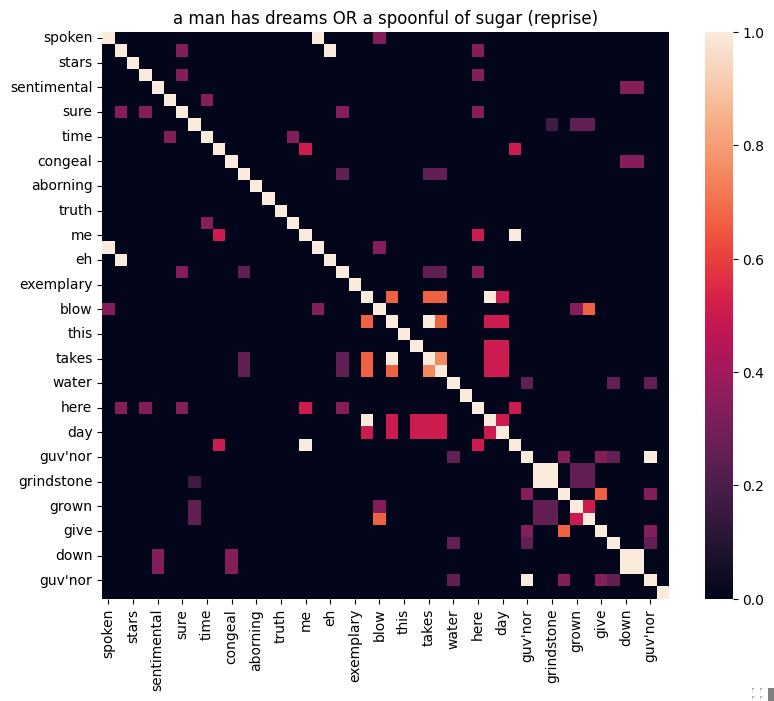 a man has dreams OR a spoonful of sugar (reprise)
spoken
stars
sentimental
sure
time
congeal
aborning
truth
me
eh
exemplary
blow
this
takes
water
here
day
guv'nor
grindstone
grown
give
down
guv'nor
1.0
0.8
0.6
0.4
0.2
0.0
spoken
stars
sentimental
sure
time
congeal
aborning
truth
me
eh
exemplary
blow
this
takes
water
here
day
guv'nor
grindstone
grown
give
down
guv'nor